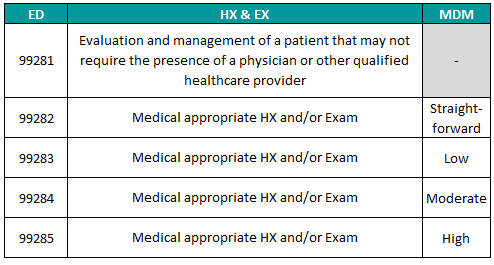 ED HX & EX MDM
Evaluation and management of a patient that may not
99281 require the presence of a physician or other qualified -
healthcare provider
99282 Medical appropriate HX and/or Exam Straight-
forward
99283 Medical appropriate HX and/or Exam Low
99284 Medical appropriate HX and/or Exam Moderate
99285 Medical appropriate HX and/or Exam High